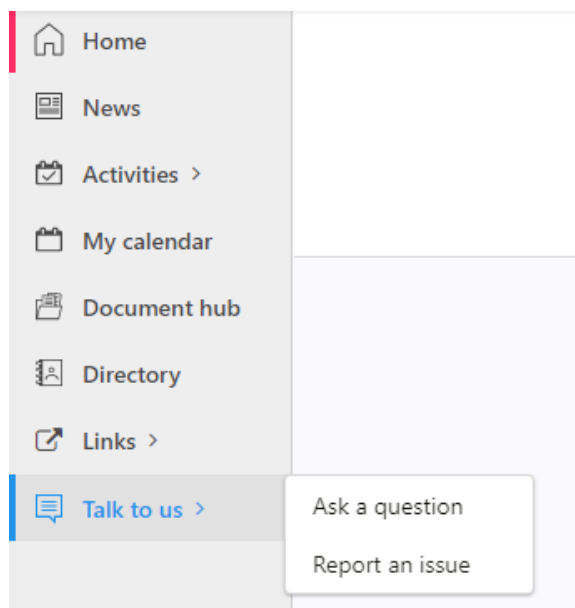 Home
News
Activities >
My calendar
Document hub
Directory
Links >
Talk to us >
Ask a question
Report an issue